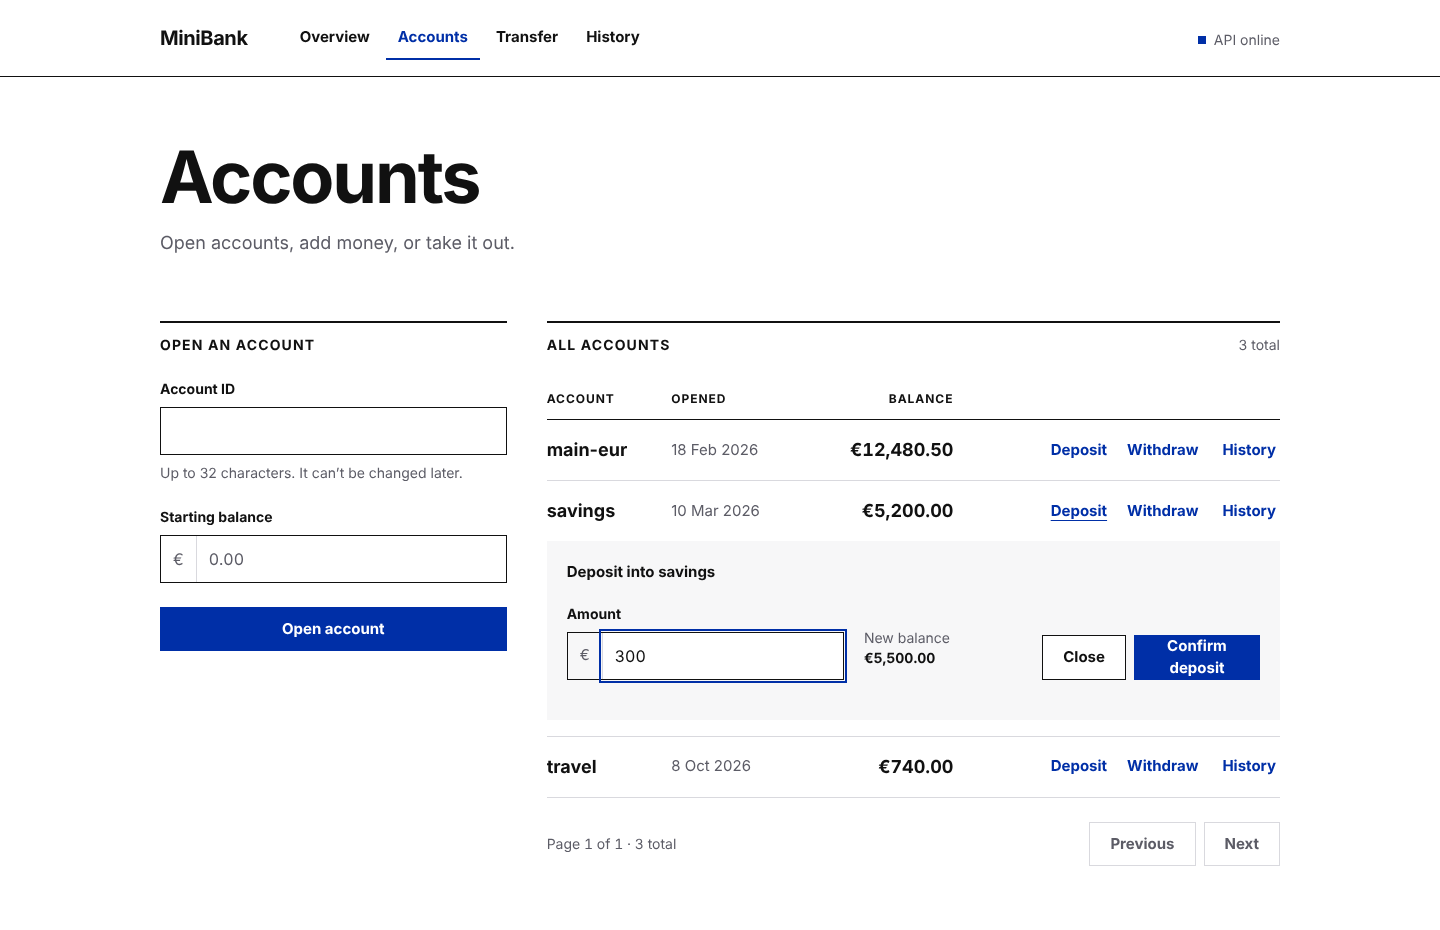 MiniBank Overview Accounts Transfer History API online
Accounts
Open accounts, add money, or take it out.
OPEN AN ACCOUNT
Account ID
Up to 32 characters. It can’t be changed later.
Starting balance
€ 0.00
Open account
ALL ACCOUNTS 3 total
ACCOUNT OPENED BALANCE
main-eur 18 Feb 2026 €12,480.50 Deposit Withdraw History
savings 10 Mar 2026 €5,200.00 Deposit Withdraw History
Deposit into savings
Amount
€ 300
New balance
€5,500.00
Close
Confirm
deposit
travel 8 Oct 2026 €740.00 Deposit Withdraw History
Page 1 of 1 · 3 total Previous Next